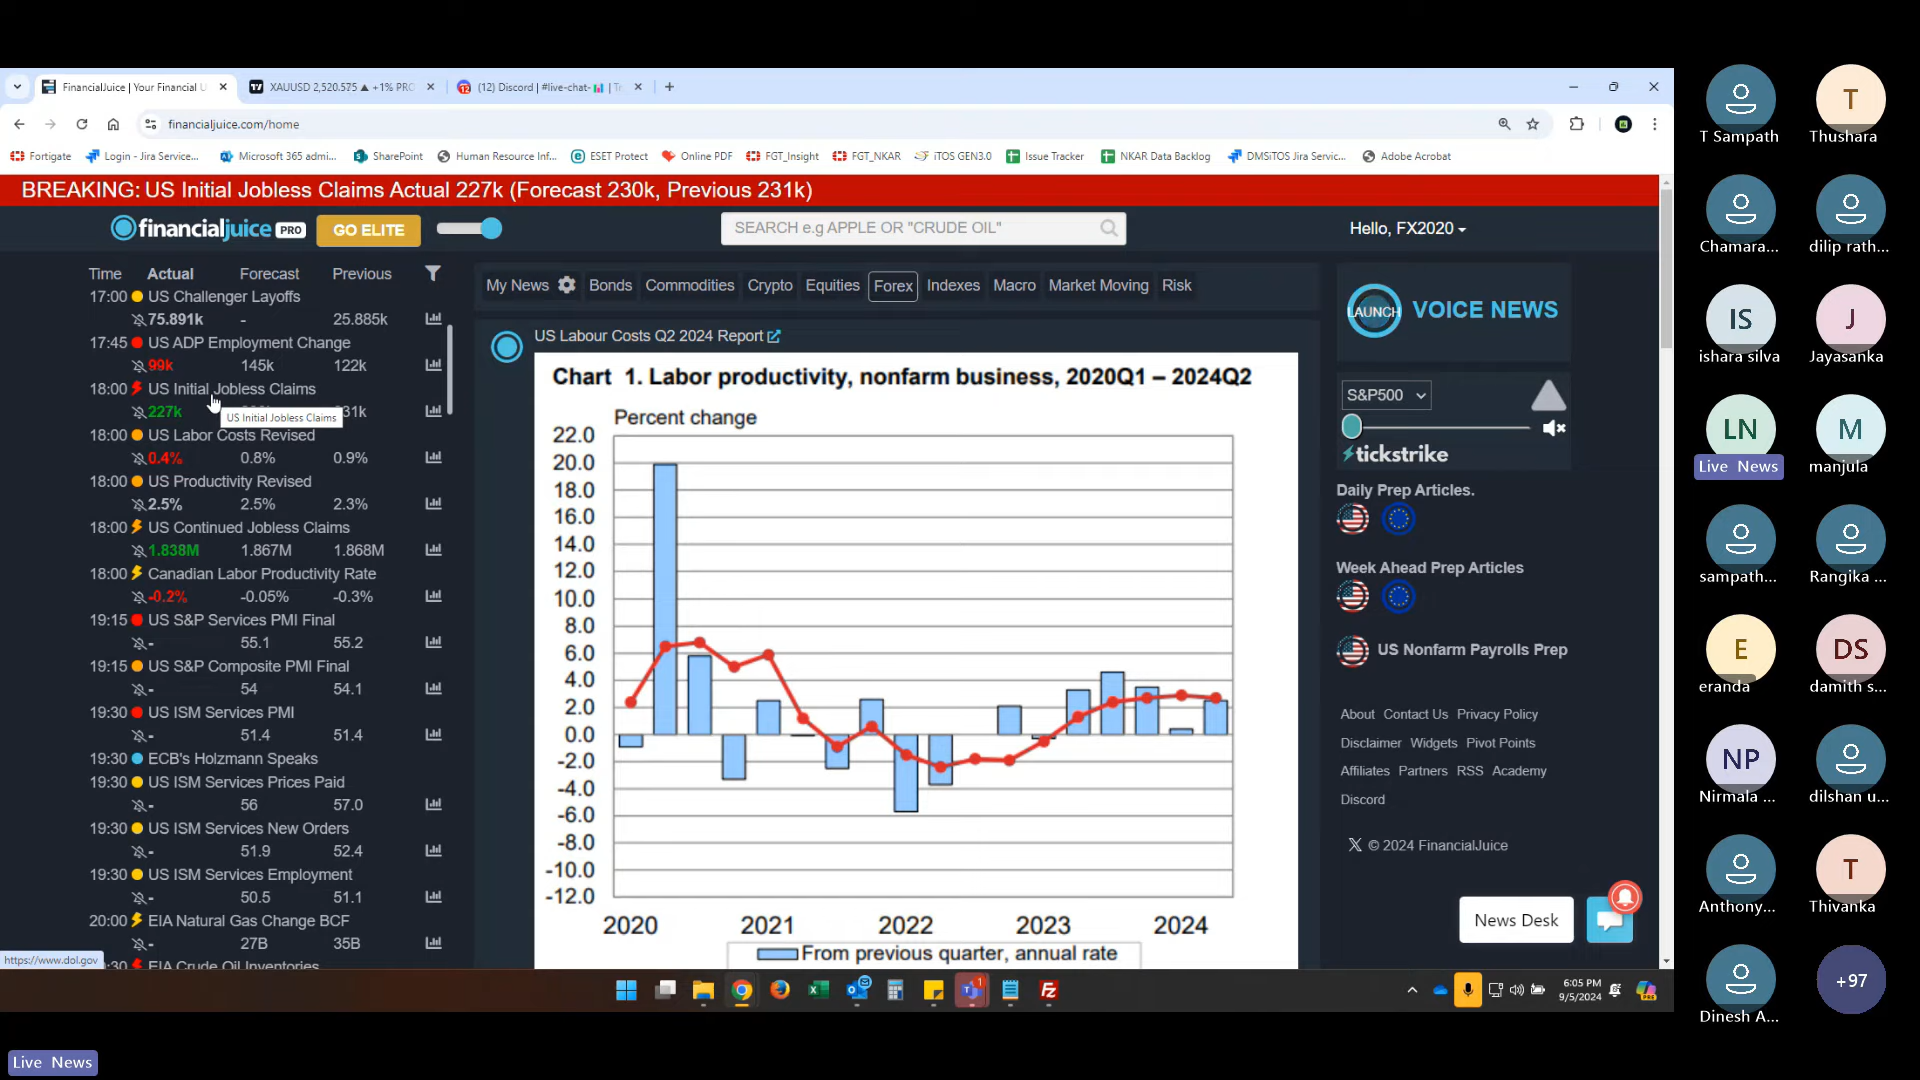 FinancialJuice | Your Financial U
XAUUSD 2,520.575 ▲ +1% PRO
(12) Discord | #live-chat- | Tr
financialjuice.com/home
Fortigate
Login - Jira Service...
Microsoft 365 admi...
SharePoint
Human Resource Inf...
ESET Protect
Online PDF
FGT_Insight
FGT_NKAR
iTOS GEN3.0
Issue Tracker
NKAR Data Backlog
DMSiTOS Jira Servic...
Adobe Acrobat
BREAKING: US Initial Jobless Claims Actual 227k (Forecast 230k, Previous 231k)
financialjuice PRO
GO ELITE
SEARCH e.g APPLE OR "CRUDE OIL"
Hello, FX2020
Time Actual Forecast Previous
17:00 US Challenger Layoffs
75.891k - 25.885k
17:45 US ADP Employment Change
99k 145k 122k
18:00 US Initial Jobless Claims
227k 31k
US Initial Jobless Claims
18:00 US Labor Costs Revised
0.4% 0.8% 0.9%
18:00 US Productivity Revised
2.5% 2.5% 2.3%
18:00 US Continued Jobless Claims
1.838M 1.867M 1.868M
18:00 Canadian Labor Productivity Rate
-0.2% -0.05% -0.3%
19:15 US S&P Services PMI Final
- 55.1 55.2
19:15 US S&P Composite PMI Final
- 54 54.1
19:30 US ISM Services PMI
- 51.4 51.4
19:30 ECB's Holzmann Speaks
19:30 US ISM Services Prices Paid
- 56 57.0
19:30 US ISM Services New Orders
- 51.9 52.4
19:30 US ISM Services Employment
- 50.5 51.1
20:00 EIA Natural Gas Change BCF
- 27B 35B
:30 EIA Crude Oil Inventories
https://www.dol.gov
My News Bonds Commodities Crypto Equities Forex Indexes Macro Market Moving Risk
US Labour Costs Q2 2024 Report
Chart 1. Labor productivity, nonfarm business, 2020Q1 – 2024Q2
Percent change
22.0
20.0
18.0
16.0
14.0
12.0
10.0
8.0
6.0
4.0
2.0
0.0
-2.0
-4.0
-6.0
-8.0
-10.0
-12.0
2020 2021 2022 2023 2024
From previous quarter, annual rate
LAUNCH VOICE NEWS
S&P500
tickstrike
Daily Prep Articles.
Week Ahead Prep Articles
US Nonfarm Payrolls Prep
About Contact Us Privacy Policy
Disclaimer Widgets Pivot Points
Affiliates Partners RSS Academy
Discord
X © 2024 FinancialJuice
News Desk
6:05 PM
9/5/2024
T
T Sampath Thushara
Chamara... dilip rath...
IS J
ishara silva Jayasanka
LN M
Live News manjula
sampath... Rangika ...
E DS
eranda damith s...
NP
Nirmala ... dilshan u...
T
Anthony... Thivanka
+97
Dinesh A...
Live News